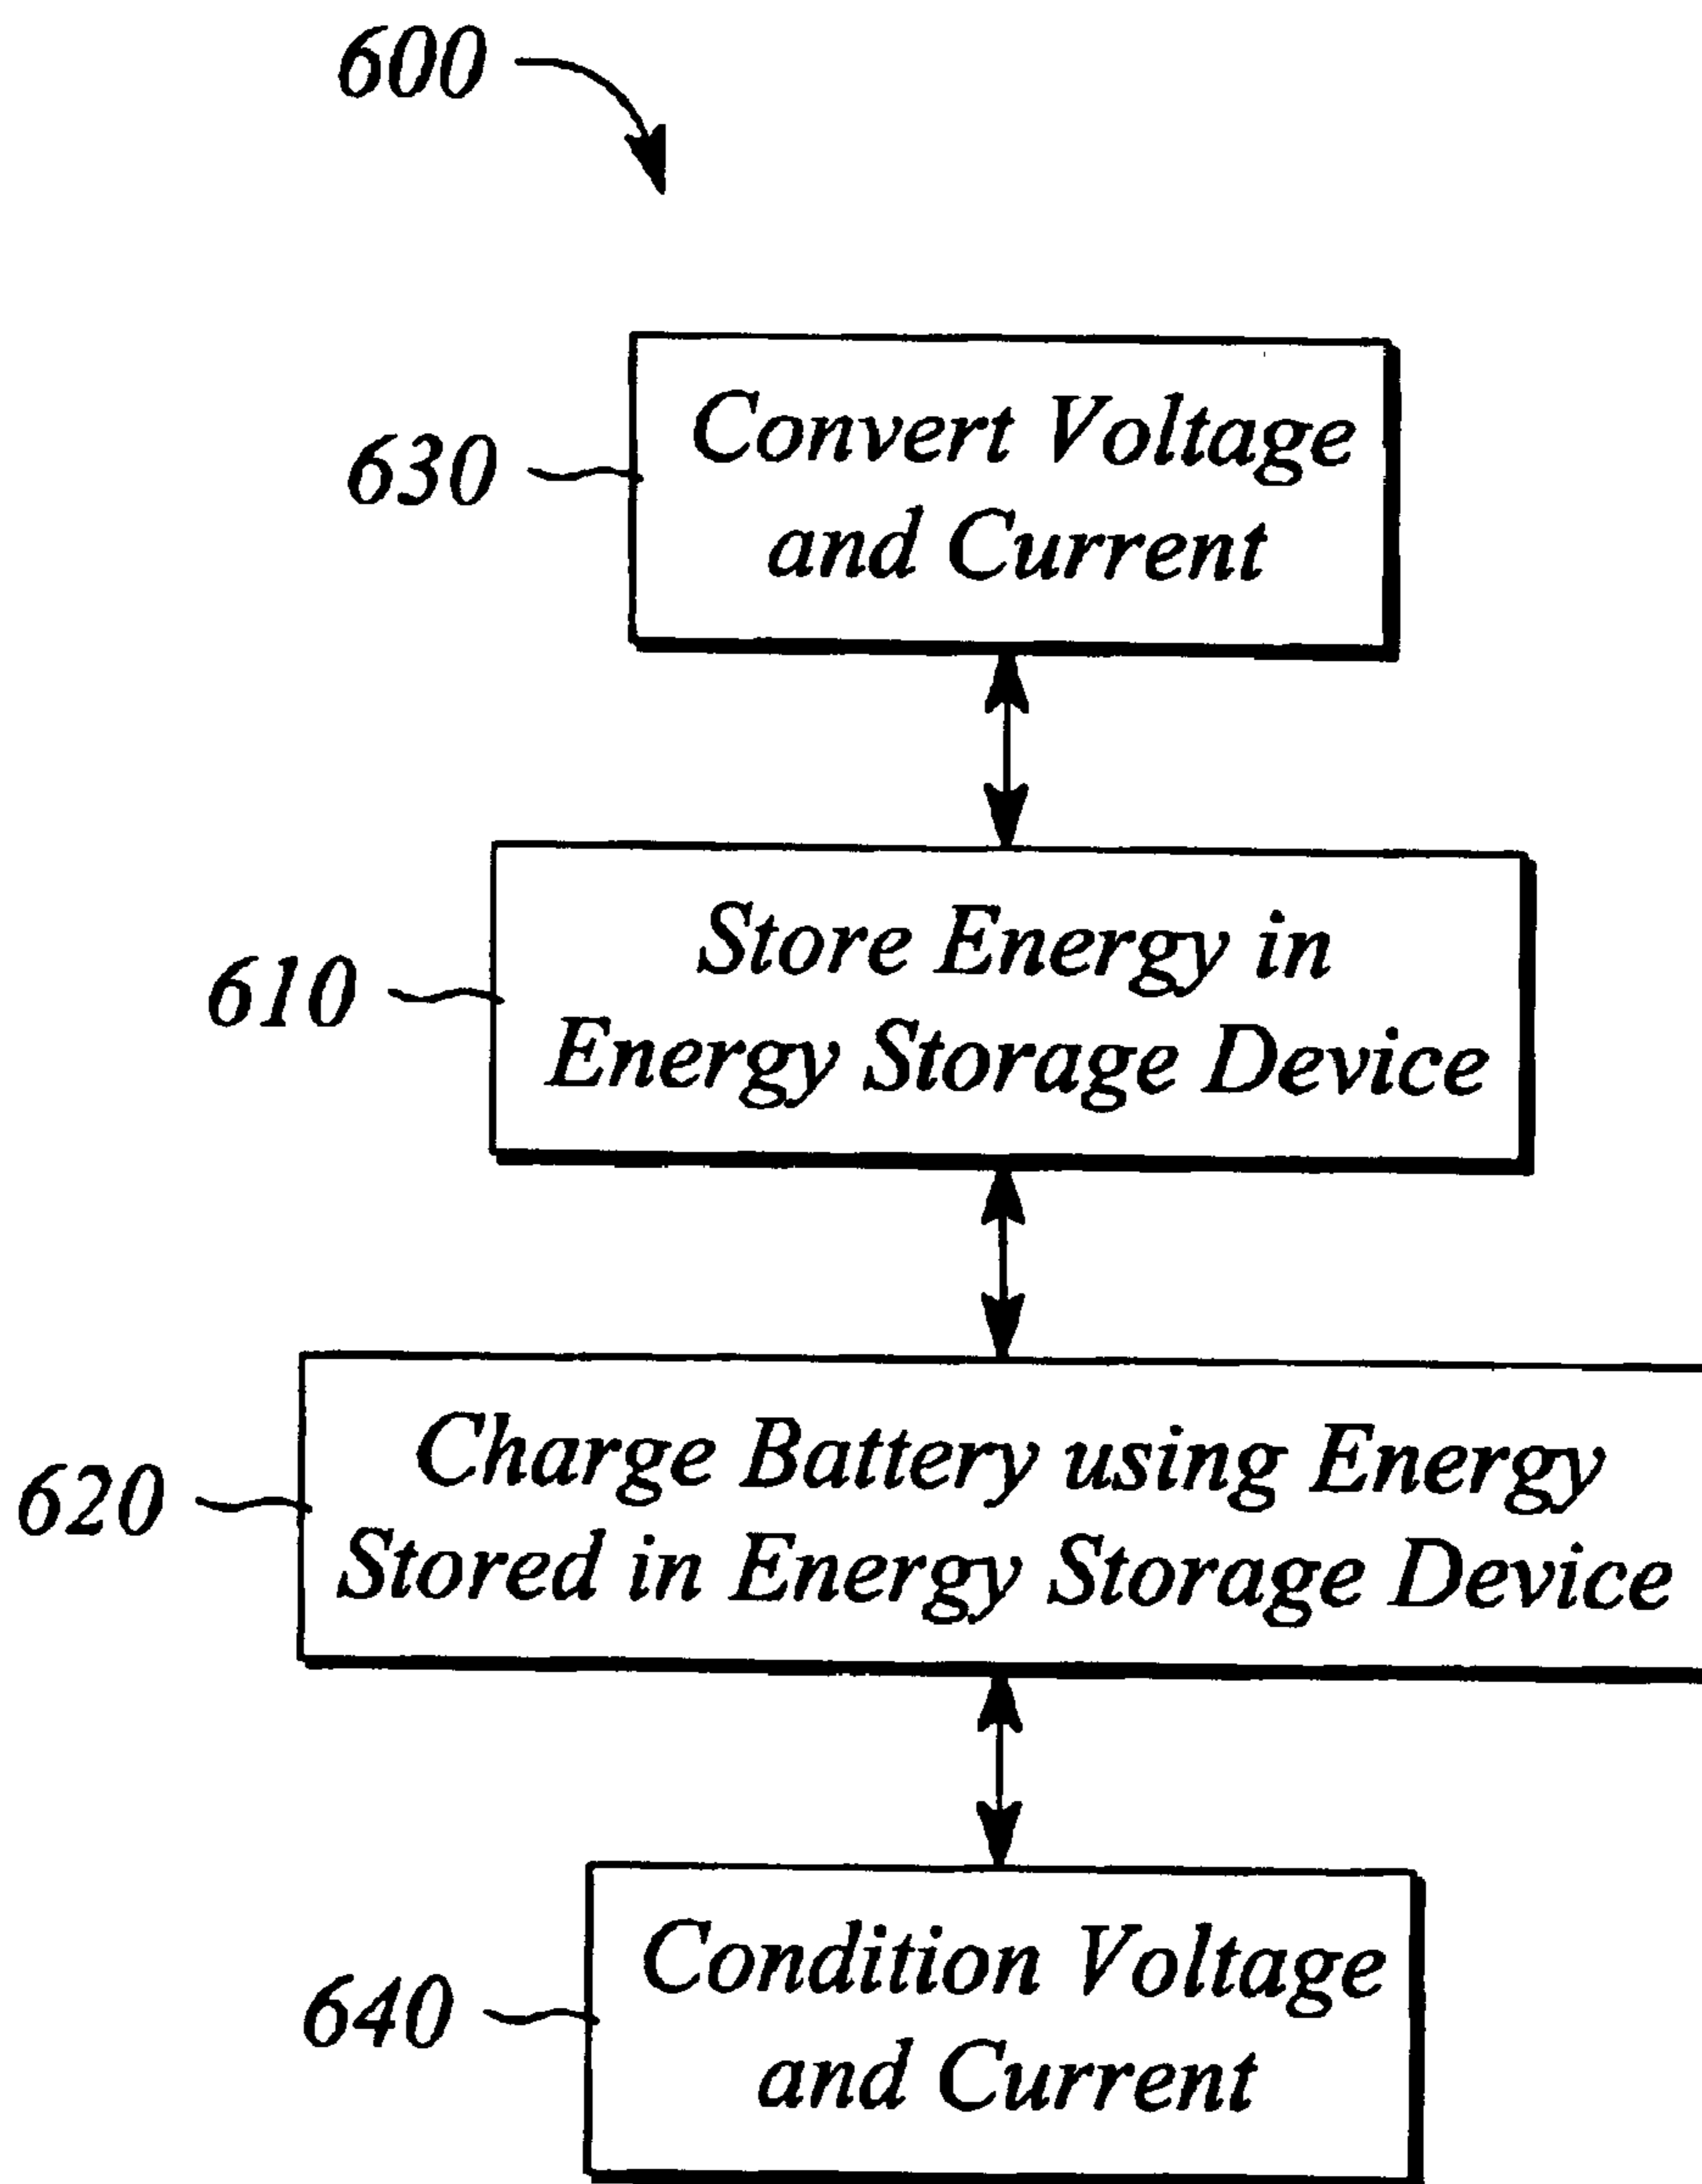 600
630
Convert Voltage
and Current
610
Store Energy in
Energy Storage Device
620
Charge Battery using Energy
Stored in Energy Storage Device
640
Condition Voltage
and Current